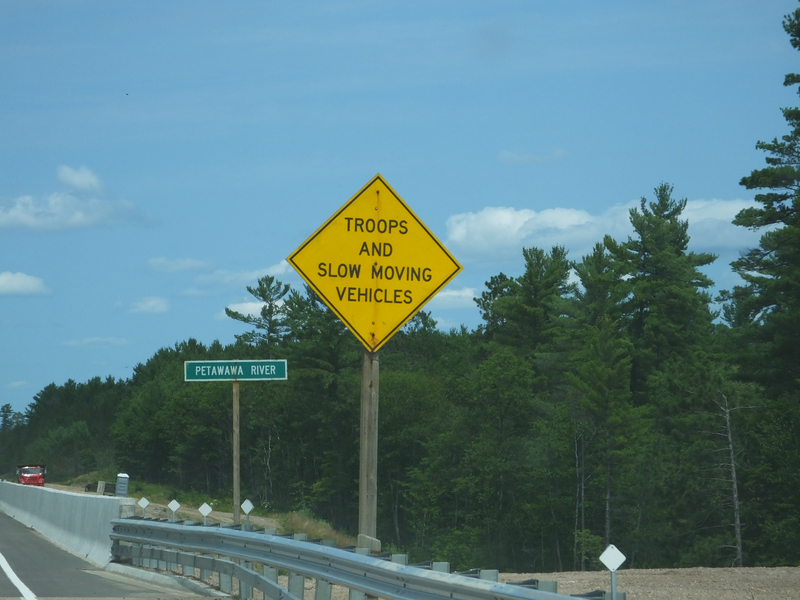 TROOPS
AND
SLOW MOVING
VEHICLES
PETAWAWA RIVER